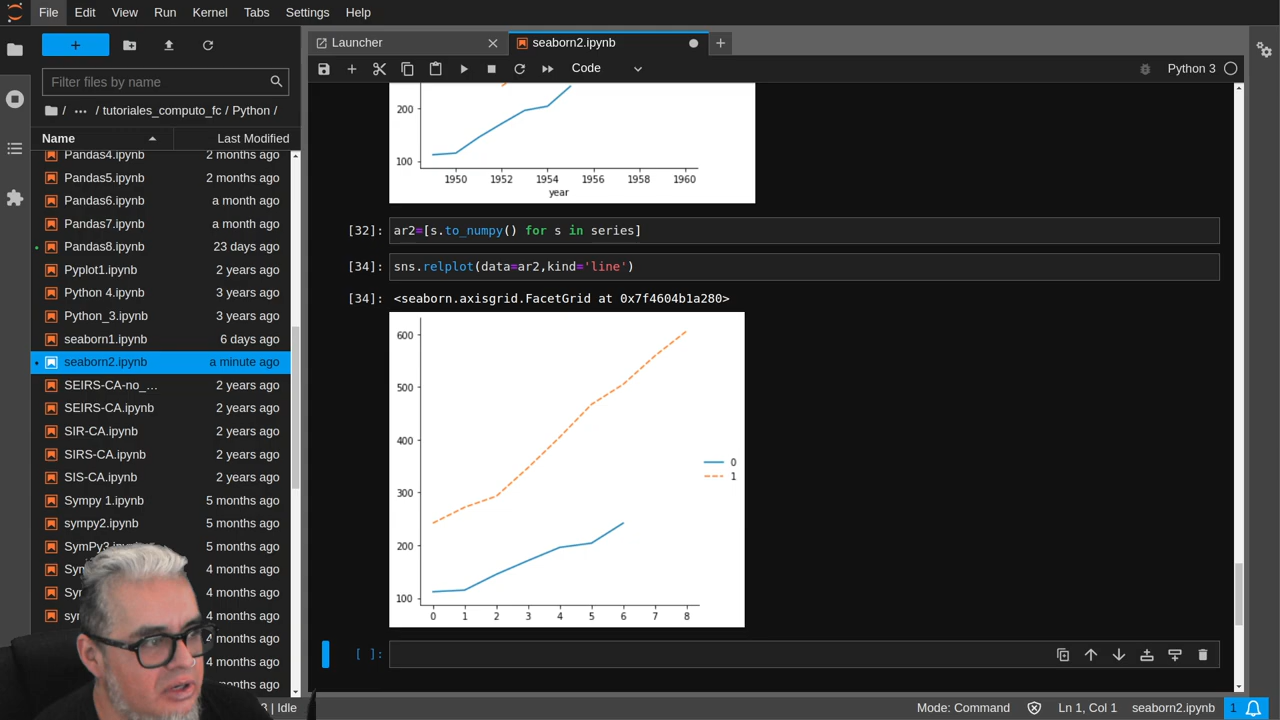 File Edit View Run Kernel Tabs Settings Help
Launcher
seaborn2.ipynb
Filter files by name
Code
Python 3
/ ... / tutoriales_computo_fc / Python /
Name Last Modified
Pandas4.ipynb 2 months ago
Pandas5.ipynb 2 months ago
Pandas6.ipynb a month ago
Pandas7.ipynb a month ago
Pandas8.ipynb 23 days ago
Pyplot1.ipynb 2 years ago
Python 4.ipynb 3 years ago
Python_3.ipynb 3 years ago
seaborn1.ipynb 6 days ago
seaborn2.ipynb a minute ago
SEIRS-CA-no_... 2 years ago
SEIRS-CA.ipynb 2 years ago
SIR-CA.ipynb 2 years ago
SIRS-CA.ipynb 2 years ago
SIS-CA.ipynb 2 years ago
Sympy 1.ipynb 5 months ago
sympy2.ipynb 5 months ago
5 months ago
4 months ago
4 months ago
4 months ago
4 months ago
4 months ago
months ago
200
100
1950 1952 1954 1956 1958 1960
year
[32]: ar2=[s.to_numpy() for s in series]
[34]: sns.relplot(data=ar2,kind='line')
[34]: <seaborn.axisgrid.FacetGrid at 0x7f4604b1a280>
600
500
400
300
200
100
0 1 2 3 4 5 6 7 8
0
1
[ ]:
3 | Idle
Mode: Command
Ln 1, Col 1
seaborn2.ipynb
1